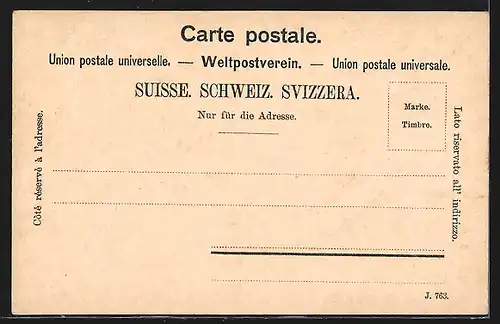 Carte postale.
Union postale universelle. — Weltpostverein. — Union postale universale.
SUISSE. SCHWEIZ. SVIZZERA.
Nur für die Adresse.
Marke.
Timbre.
Côté réservé à l'adresse.
Lato riservato all' indirizzo.
J. 763.